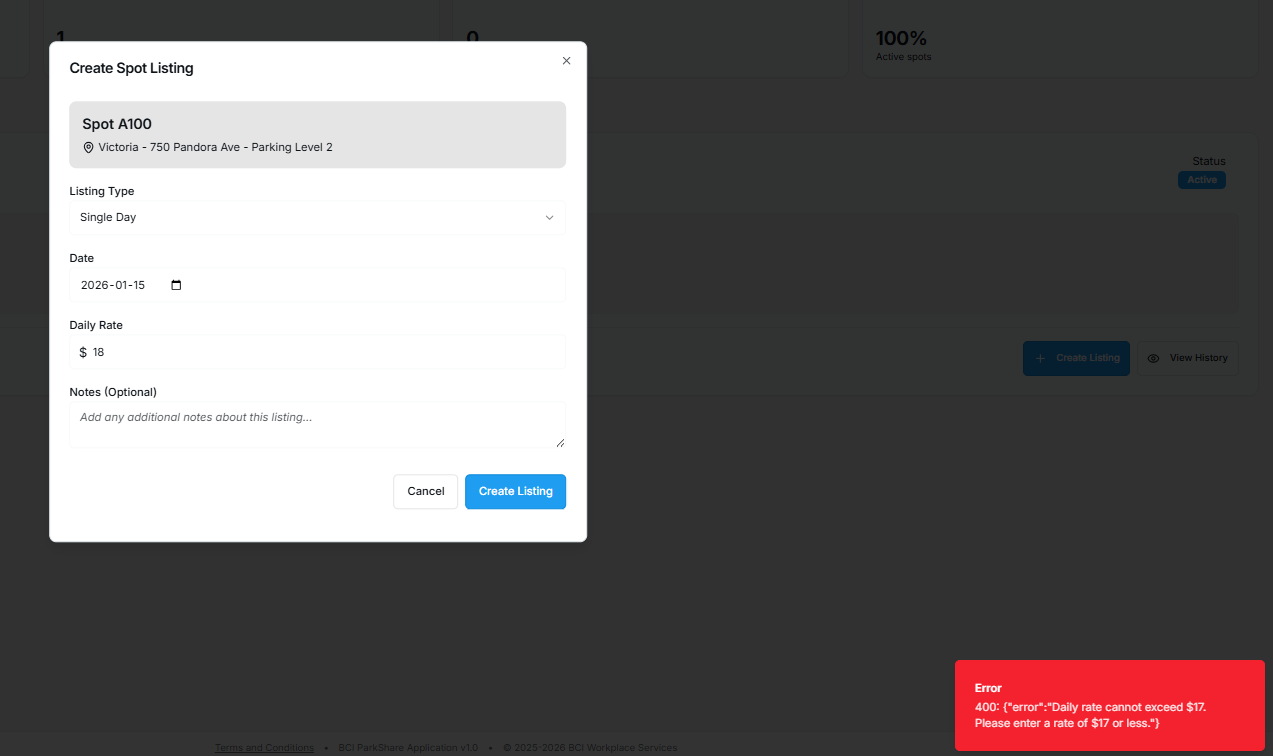 1
0
100%
Active spots
Create Spot Listing
Spot A100
Victoria - 750 Pandora Ave - Parking Level 2
Status
Active
Listing Type
Single Day
Date
2026-01-15
Daily Rate
$ 18
Create Listing
View History
Notes (Optional)
Add any additional notes about this listing...
Cancel
Create Listing
Error
400: {"error":"Daily rate cannot exceed $17.
Please enter a rate of $17 or less."}
Terms and Conditions • BCI ParkShare Application v1.0 • © 2025-2026 BCI Workplace Services